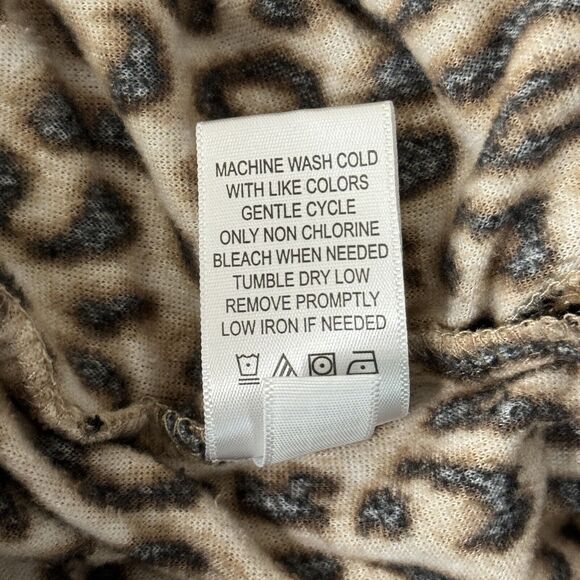 MACHINE WASH COLD
WITH LIKE COLORS
GENTLE CYCLE
ONLY NON CHLORINE
BLEACH WHEN NEEDED
TUMBLE DRY LOW
REMOVE PROMPTLY
LOW IRON IF NEEDED